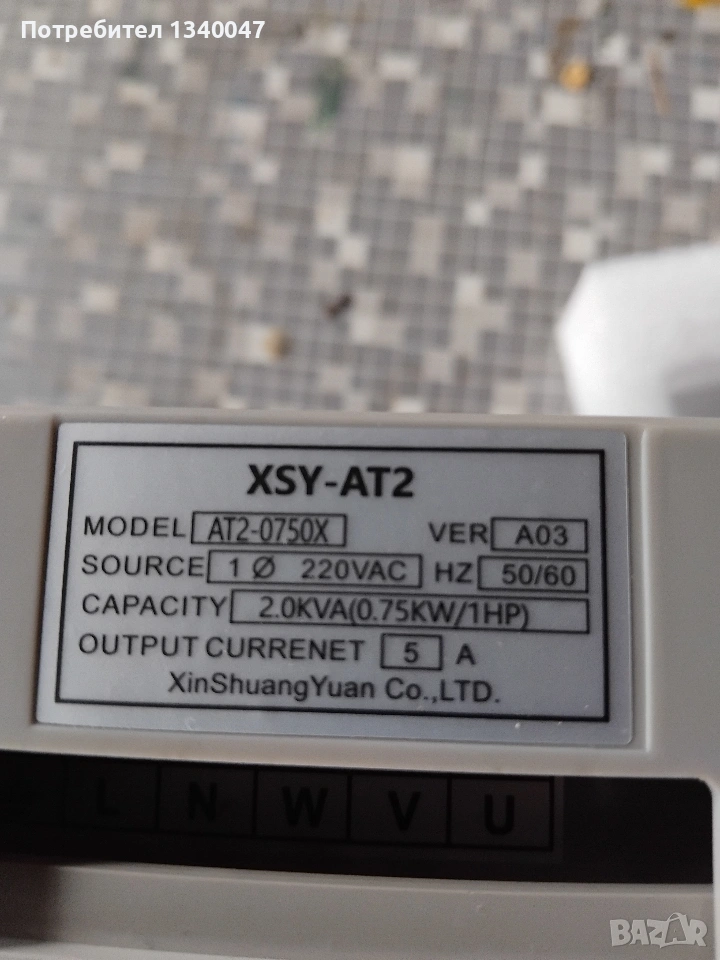 Потребител 1340047
XSY-AT2
MODEL AT2-0750X VER A03
SOURCE 1 Ø 220VAC HZ 50/60
CAPACITY 2.0KVA(0.75KW/1HP)
OUTPUT CURRENET 5 A
XinShuangYuan Co.,LTD.
L N W V U
BAZAR